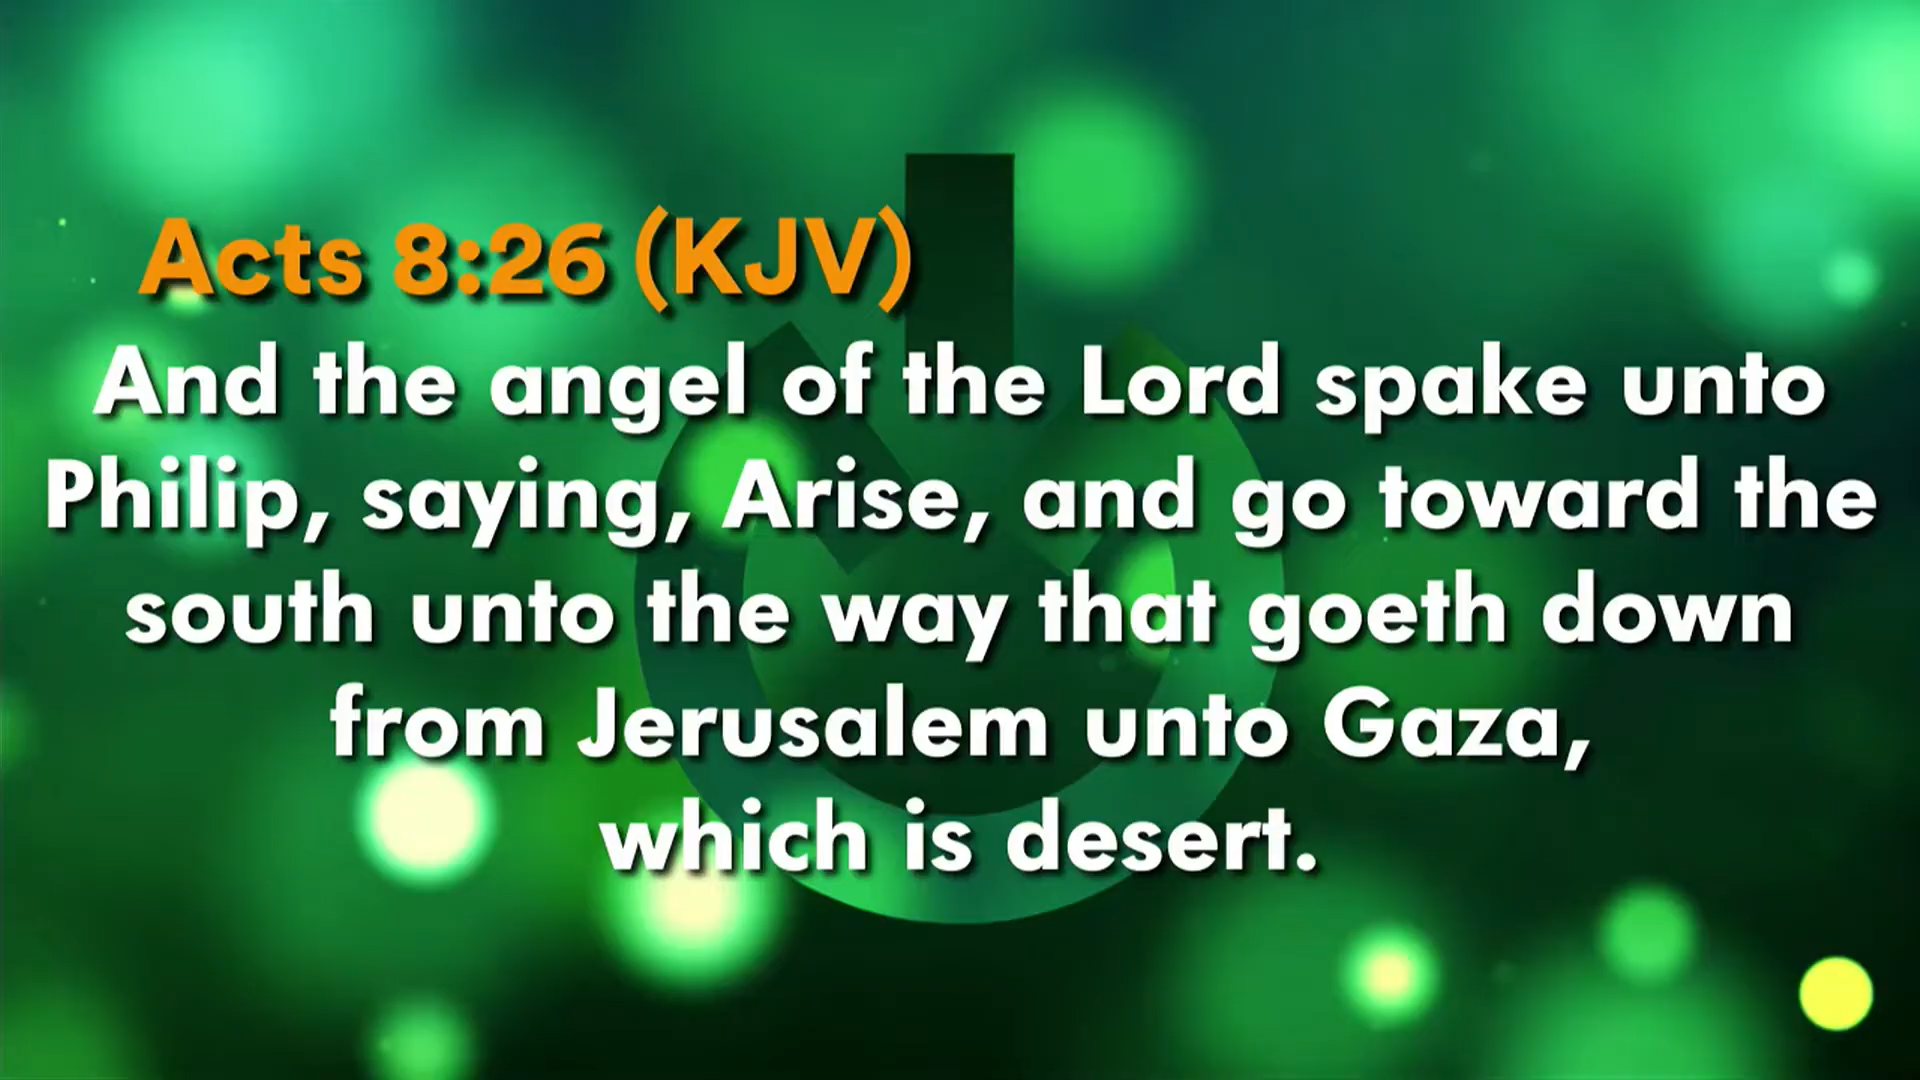 Acts 8:26 (KJV)
And the angel of the Lord spake unto
Philip, saying, Arise, and go toward the
south unto the way that goeth down
from Jerusalem unto Gaza,
which is desert.